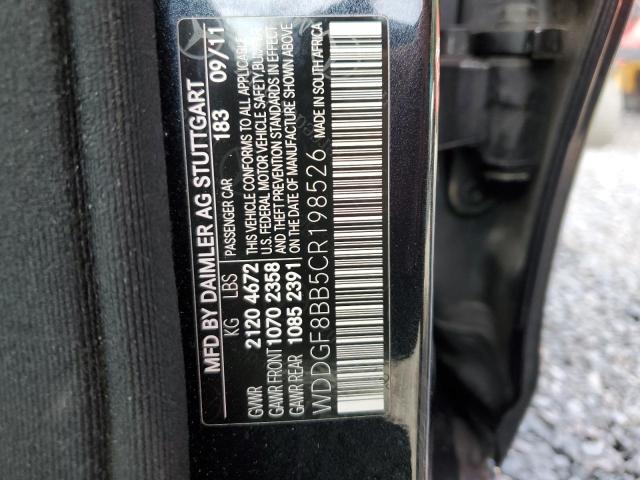 MFD BY DAIMLER AG STUTTGART
PASSENGER CAR 183 09/11
KG LBS
GVWR 2120 4672
GAWR FRONT 1070 2358
GAWR REAR 1085 2391
THIS VEHICLE CONFORMS TO ALL APPLICABLE
U.S. FEDERAL MOTOR VEHICLE SAFETY,BUMPER
AND THEFT PREVENTION STANDARDS IN EFFECT
ON THE DATE OF MANUFACTURE SHOWN ABOVE
WDDGF8BB5CR198526 MADE IN SOUTH AFRICA